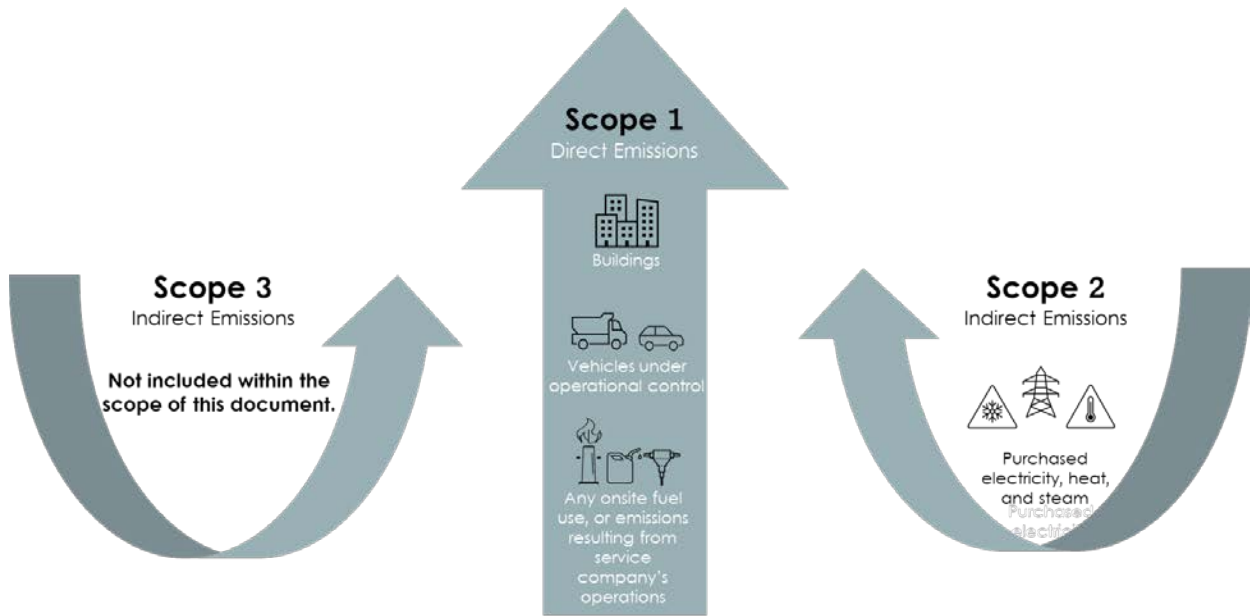 Scope 1
Direct Emissions
Buildings
Vehicles under
operational control
Any onsite fuel
use, or emissions
resulting from
service
company's
operations
Scope 3
Indirect Emissions
Not included within the
scope of this document.
Scope 2
Indirect Emissions
Purchased
electricity, heat,
and steam
Purchased